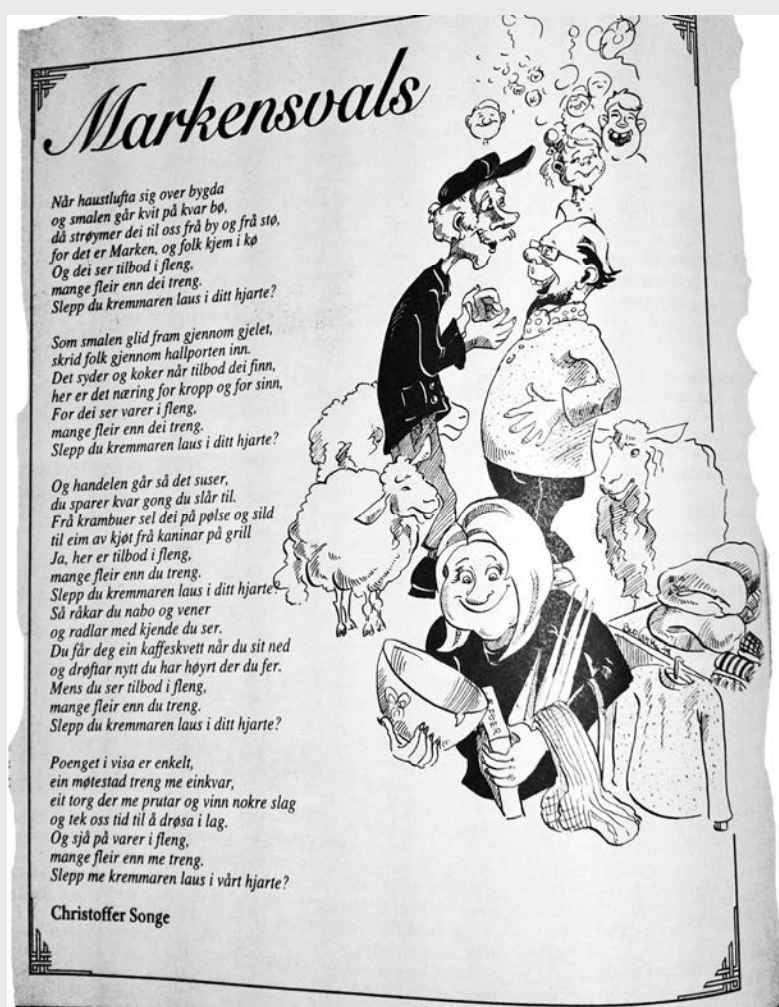 Markensvals
Når haustlufta sig over bygda
og smalen går kvit på kvar bø,
då strøymer dei til oss frå by og frå stø,
for det er Marken, og folk kjem i kø
Og dei ser tilbod i fleng,
mange fleir enn dei treng.
Slepp du kremmaren laus i ditt hjarte?
Som smalen glid fram gjennom gjelet,
skrid folk gjennom hallporten inn.
Det syder og koker når tilbod dei finn,
her er det næring for kropp og for sinn,
For dei ser varer i fleng,
mange fleir enn dei treng.
Slepp du kremmaren laus i ditt hjarte?
Og handelen går så det suser,
du sparer kvar gong du slår til.
Frå krambuer sel dei på pølse og sild
til eim av kjøt frå kaninar på grill
Ja, her er tilbod i fleng,
mange fleir enn du treng.
Slepp du kremmaren laus i ditt hjarte?
Så råkar du nabo og vener
og radlar med kjende du ser.
Du får deg ein kaffeskvett når du sit ned
og drøftar nytt du har høyrt der du fer.
Mens du ser tilbod i fleng,
mange fleir enn du treng.
Slepp du kremmaren laus i ditt hjarte?
Poenget i visa er enkelt,
ein møtestad treng me einkvar,
eit torg der me prutar og vinn nokre slag
og tek oss tid til å drøsa i lag.
Og sjå på varer i fleng,
mange fleir enn me treng.
Slepp me kremmaren laus i vårt hjarte?
Christoffer Songe